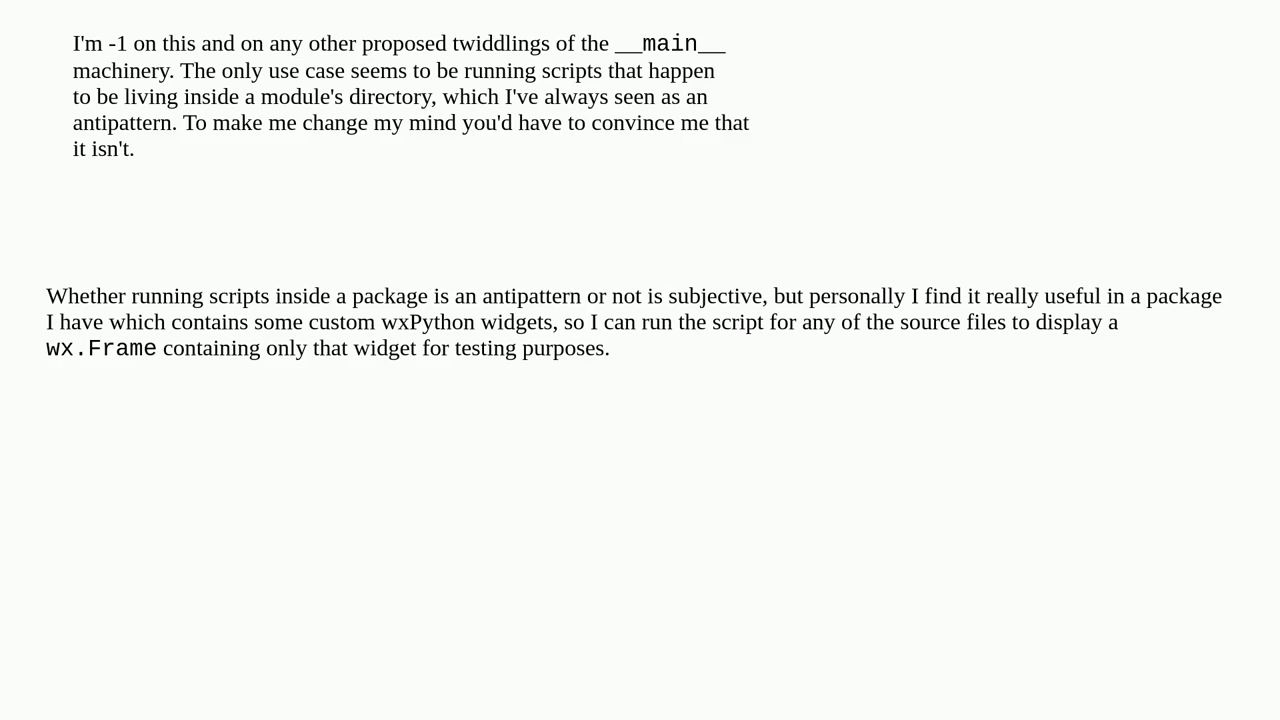 I'm -1 on this and on any other proposed twiddlings of the __main__
machinery. The only use case seems to be running scripts that happen
to be living inside a module's directory, which I've always seen as an
antipattern. To make me change my mind you'd have to convince me that
it isn't.
Whether running scripts inside a package is an antipattern or not is subjective, but personally I find it really useful in a package
I have which contains some custom wxPython widgets, so I can run the script for any of the source files to display a
wx.Frame containing only that widget for testing purposes.